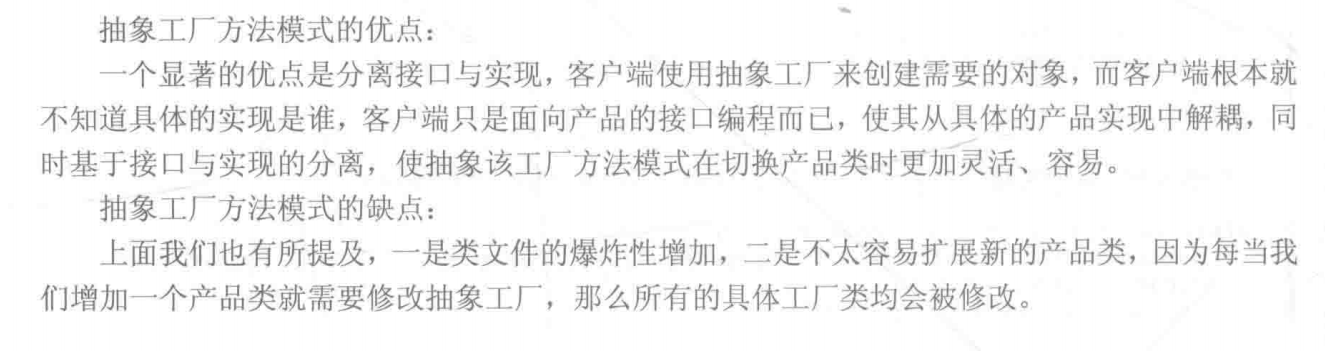 抽象工厂方法模式的优点：
一个显著的优点是分离接口与实现，客户端使用抽象工厂来创建需要的对象，而客户端根本就
不知道具体的实现是谁，客户端只是面向产品的接口编程而已，使其从具体的产品实现中解耦，同
时基于接口与实现的分离，使抽象该工厂方法模式在切换产品类时更加灵活、容易。
抽象工厂方法模式的缺点：
上面我们也有所提及，一是类文件的爆炸性增加，二是不太容易扩展新的产品类，因为每当我
们增加一个产品类就需要修改抽象工厂，那么所有的具体工厂类均会被修改。